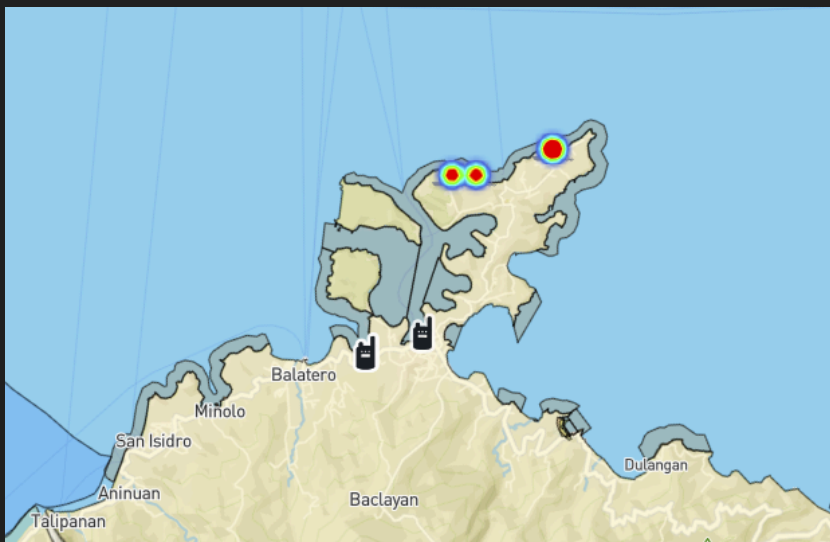 Balatero
Minolo
San Isidro
Dulangan
Aninuan
Baclayan
Talipanan